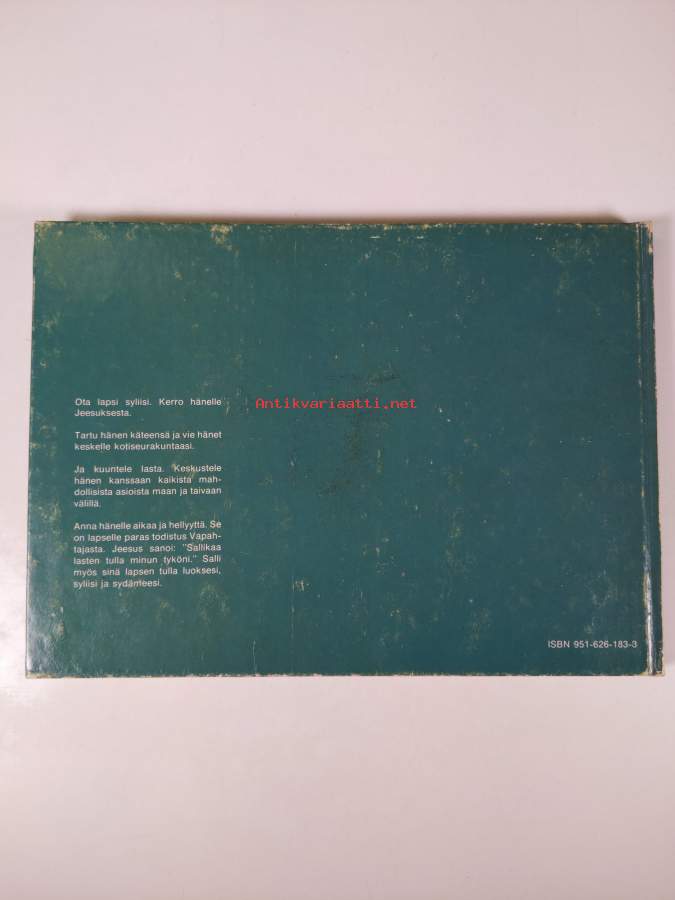 Ota lapsi syliisi. Kerro hänelle
Jeesuksesta.
Antikvariaatti.net
Tartu hänen käteensä ja vie hänet
keskelle kotiseurakuntaasi.
Ja kuuntele lasta. Keskustele
hänen kanssaan kaikista mah-
dollisista asioista maan ja taivaan
välillä.
Anna hänelle aikaa ja hellyyttä. Se
on lapselle paras todistus Vapah-
tajasta. Jeesus sanoi: "Sallikaa
lasten tulla minun tyköni." Salli
myös sinä lapsen tulla luoksesi,
syliisi ja sydämeesi.
ISBN 951-626-183-3